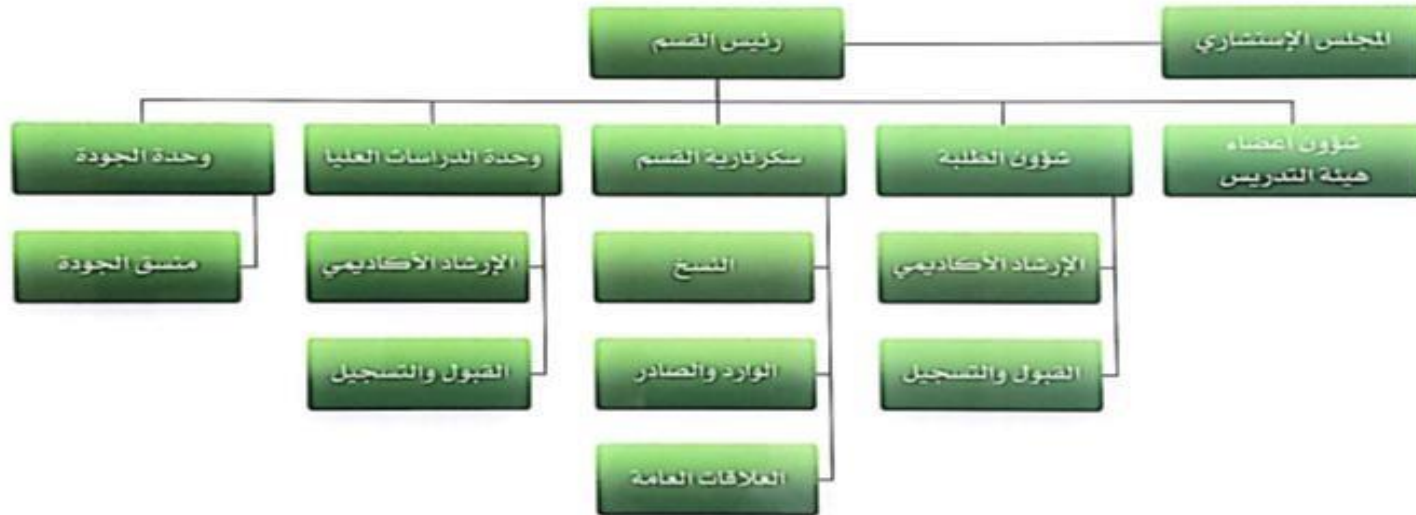 المجلس الإستشاري
رئيس القسم
شؤون أعضاء
هيئة التدريس
شؤون الطلبة
سكرتارية القسم
وحدة الدراسات العليا
وحدة الجودة
الإرشاد الأكاديمي
النسخ
الإرشاد الأكاديمي
منسق الجودة
القبول والتسجيل
الوارد والصادر
القبول والتسجيل
العلاقات العامة